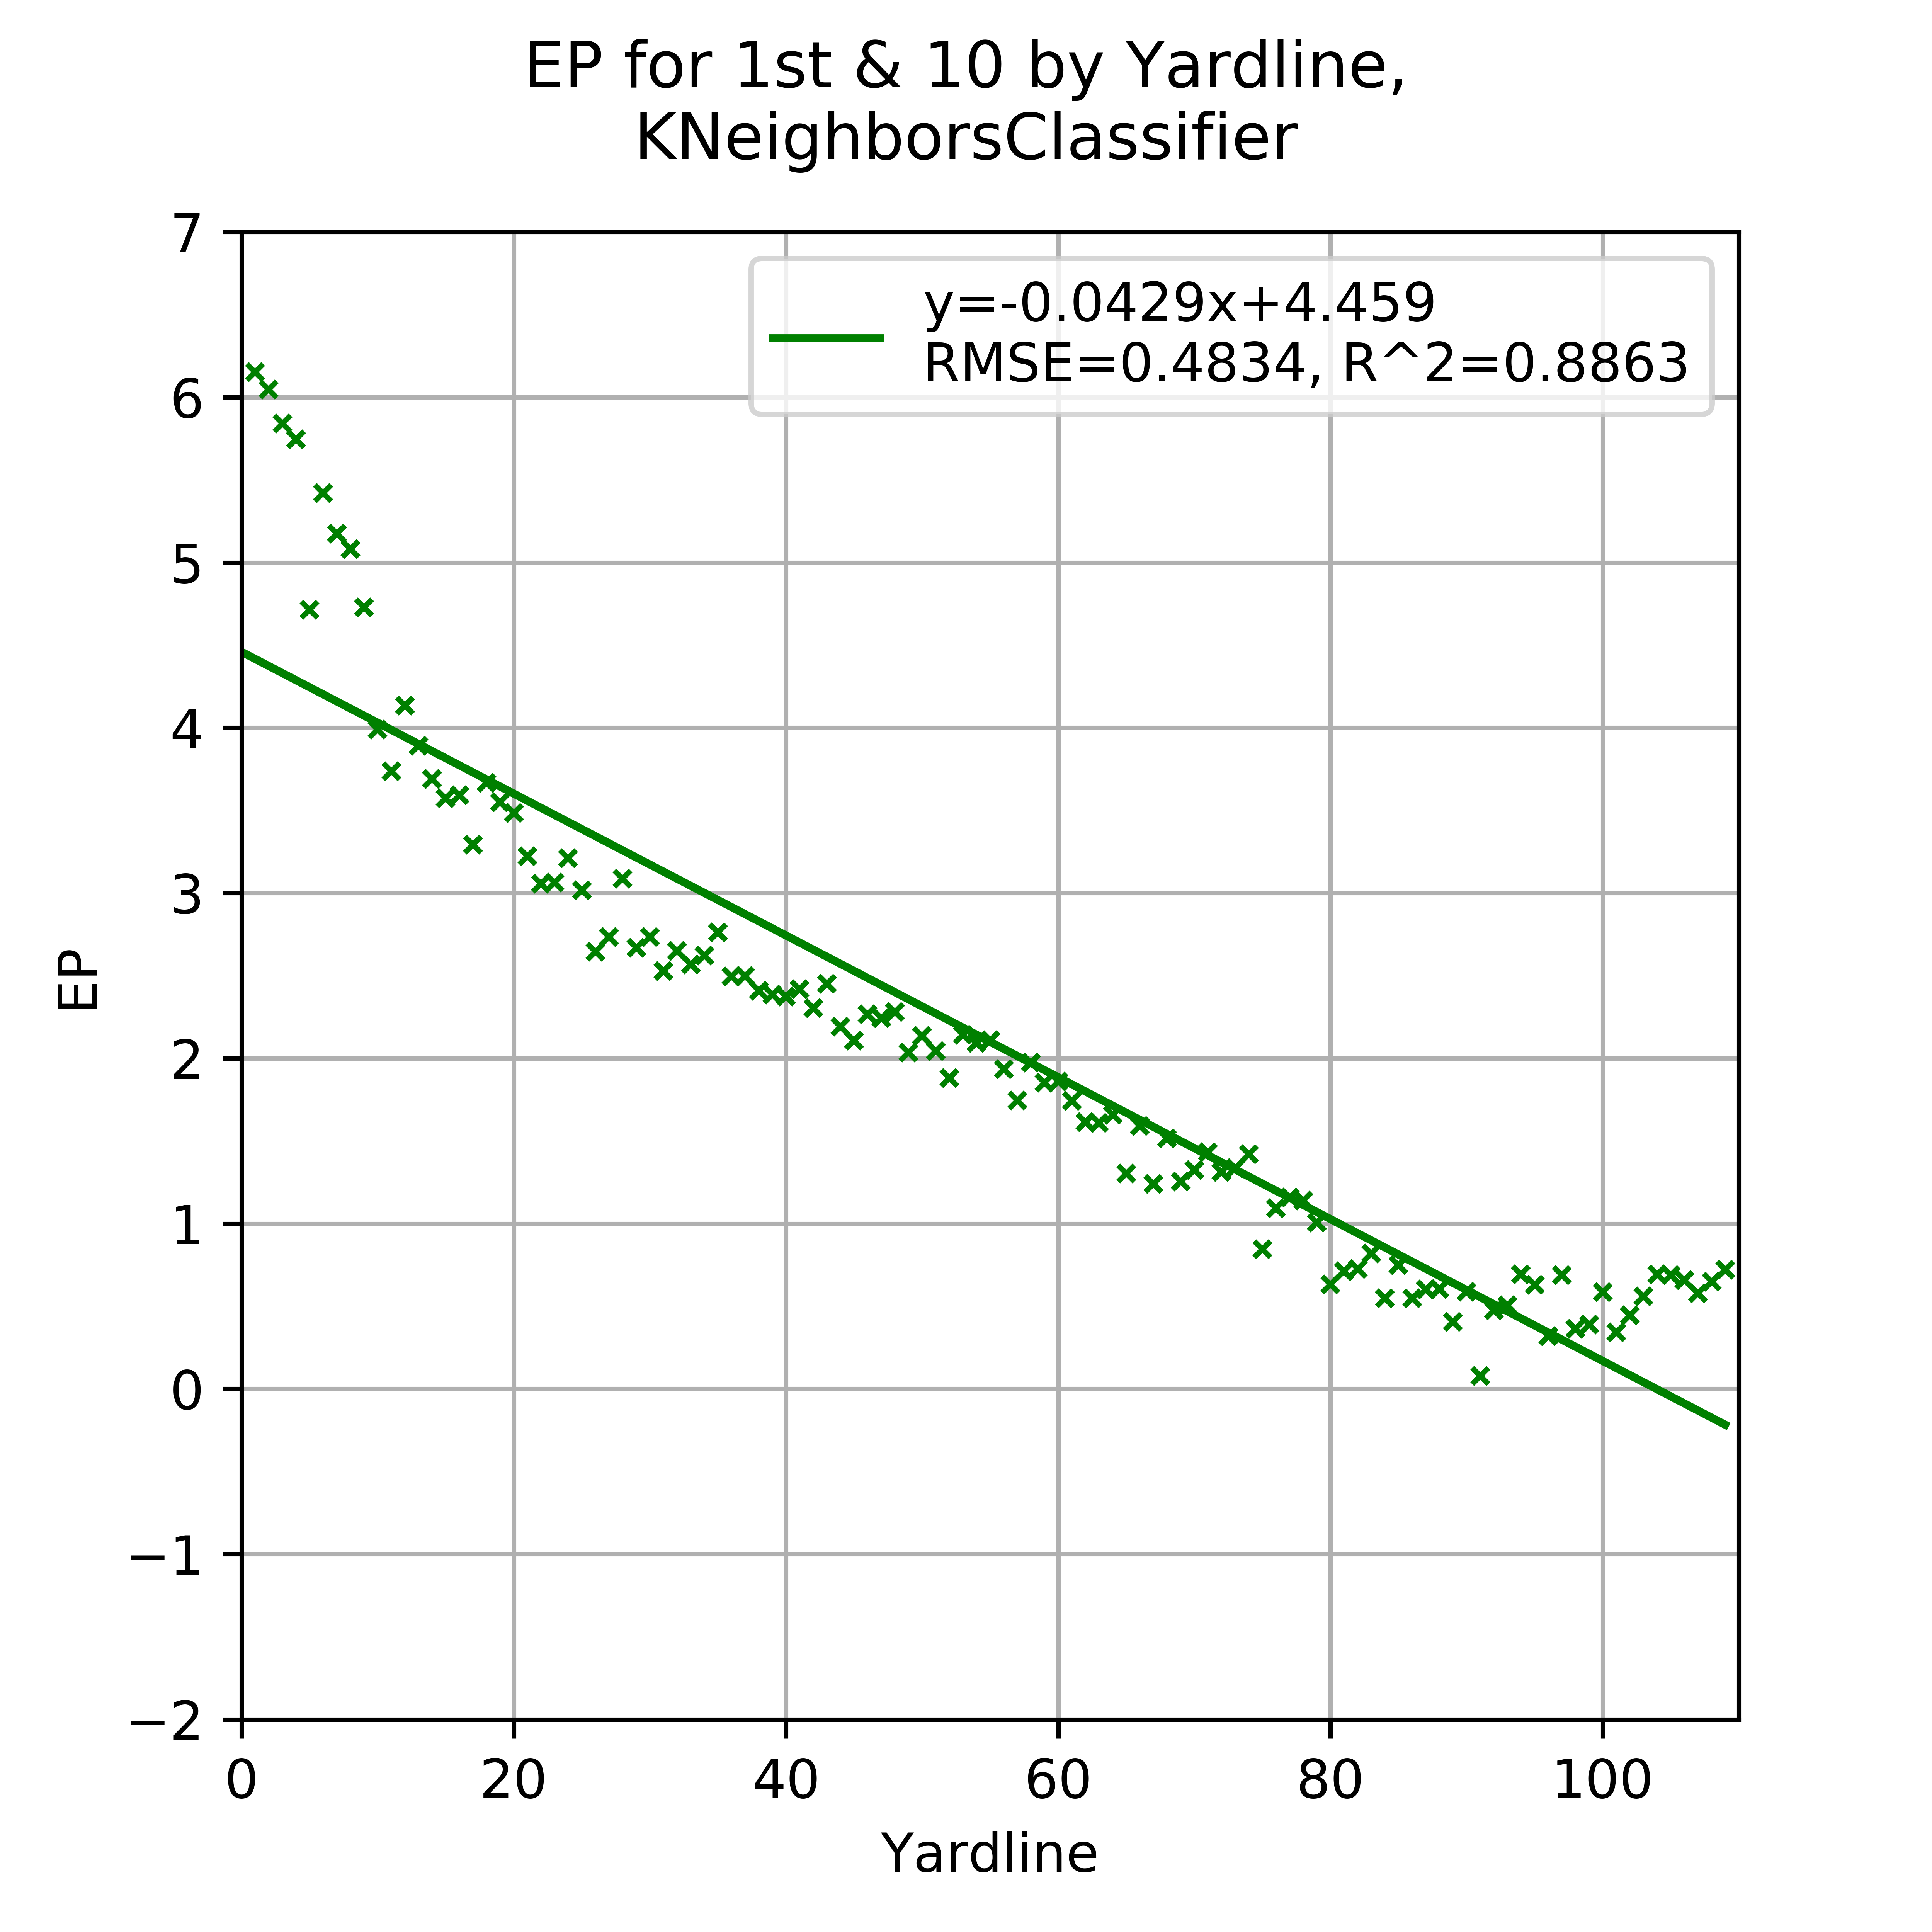 EP for 1st & 10 by Yardline,
KNeighborsClassifier
y=-0.0429x+4.459
RMSE=0.4834, R^2=0.8863
7
6
5
4
3
2
1
0
−1
−2
EP
0 20 40 60 80 100
Yardline